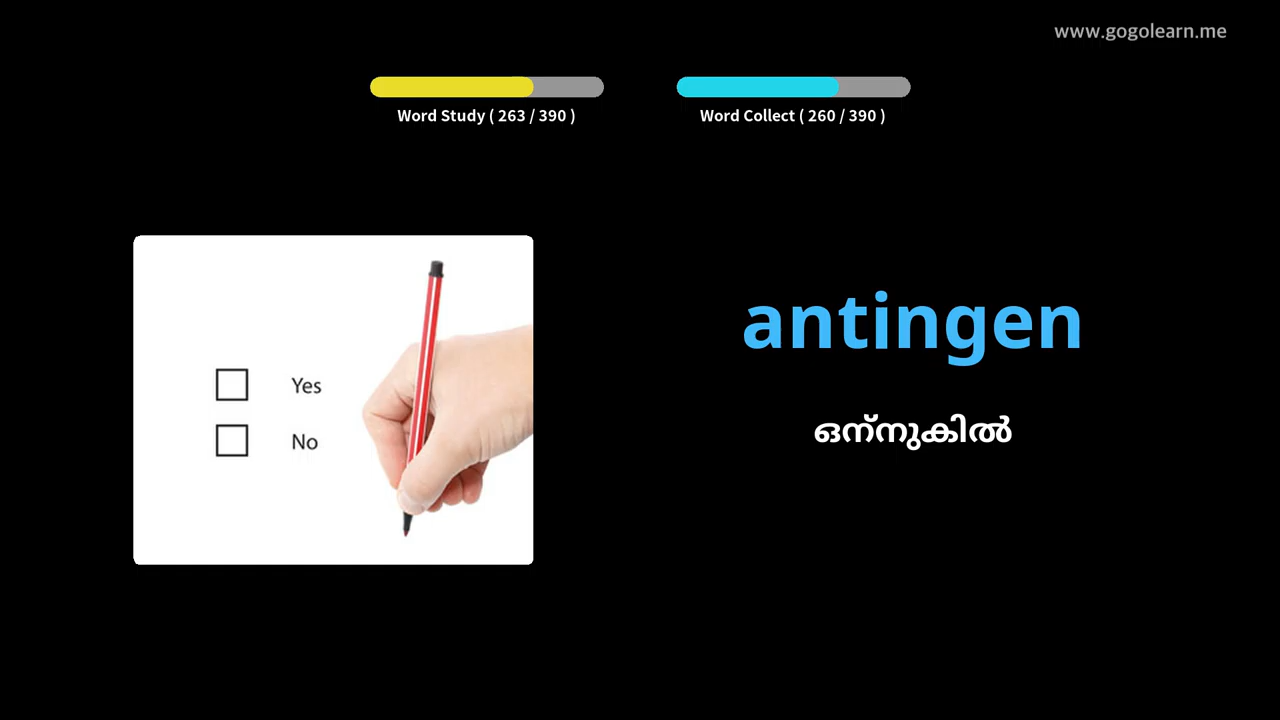 www.gogolearn.me
Word Study ( 263 / 390 )
Word Collect ( 260 / 390 )
Yes
No
antingen
ഒന്നുകിൽ